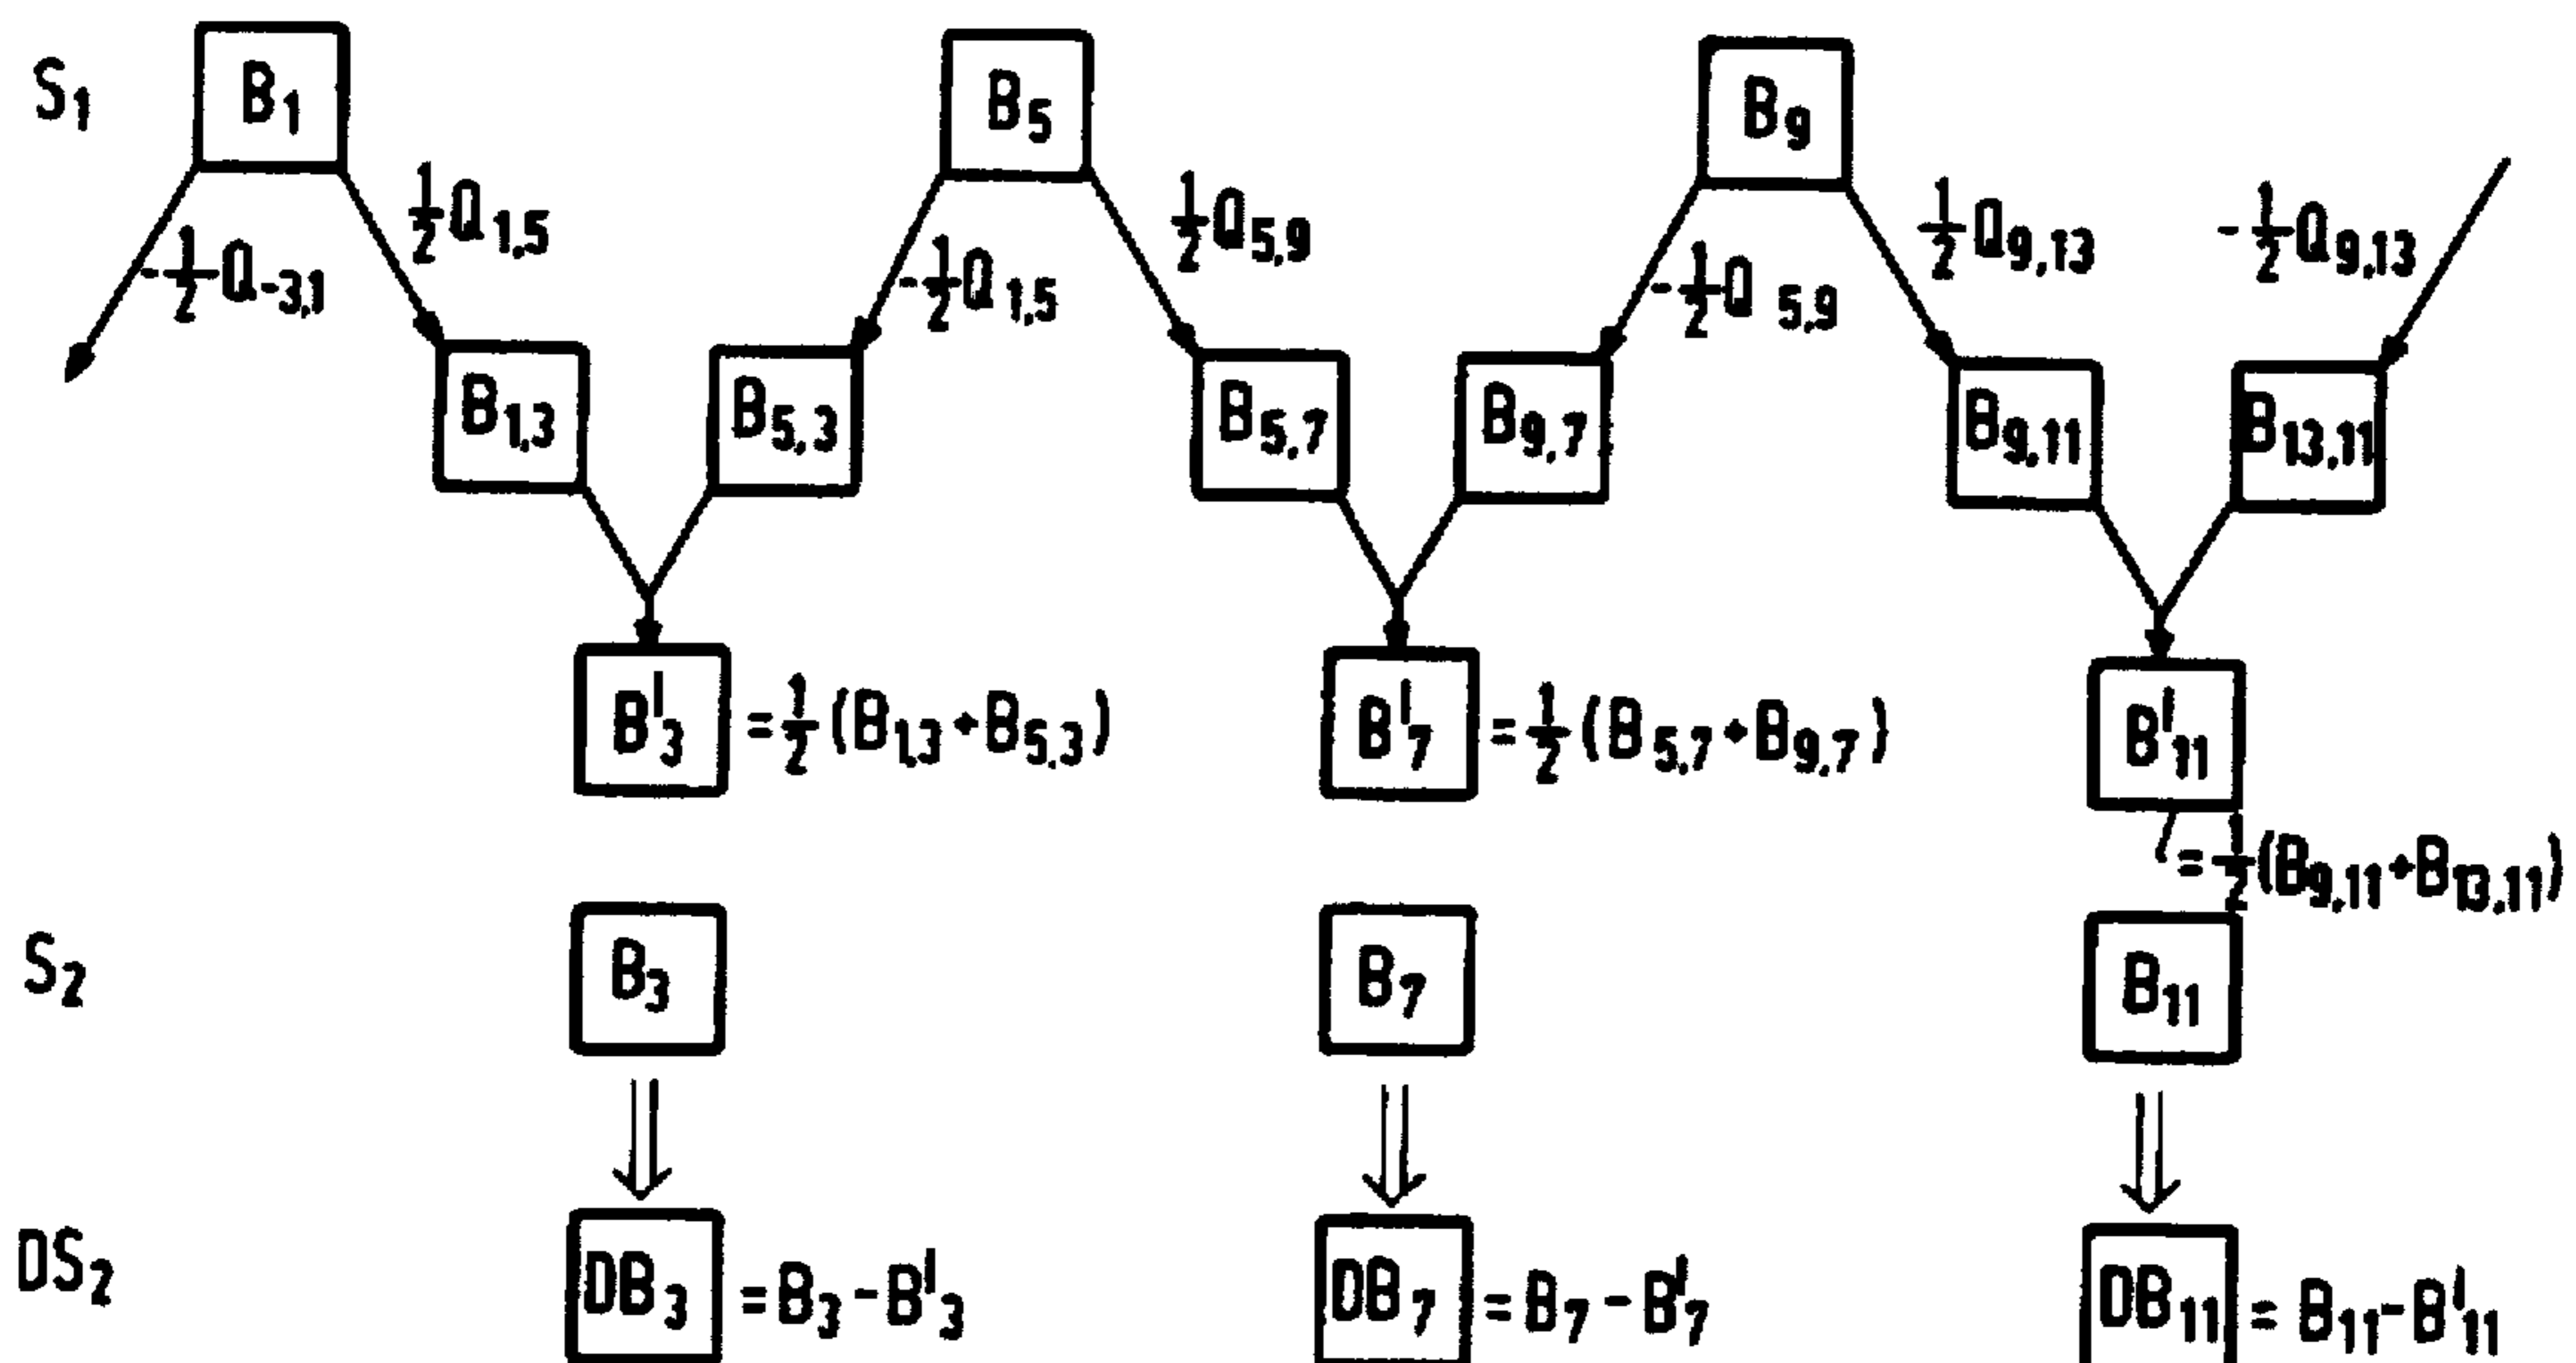 S₁ B₁ B₅ B₉
½Q₁,₅ ½Q₅,₉ ½Q₉,₁₃ -½Q₉,₁₃
-½Q₋₃,₁ -½Q₁,₅ -½Q₅,₉
B₁,₃ B₅,₃ B₅,₇ B₉,₇ B₉,₁₁ B₁₃,₁₁
B'₃ =½(B₁,₃+B₅,₃) B'₇ =½(B₅,₇+B₉,₇) B'₁₁
=½(B₉,₁₁+B₁₃,₁₁)
S₂ B₃ B₇ B₁₁
DS₂ DB₃ =B₃-B'₃ DB₇ =B₇-B'₇ DB₁₁ =B₁₁-B'₁₁